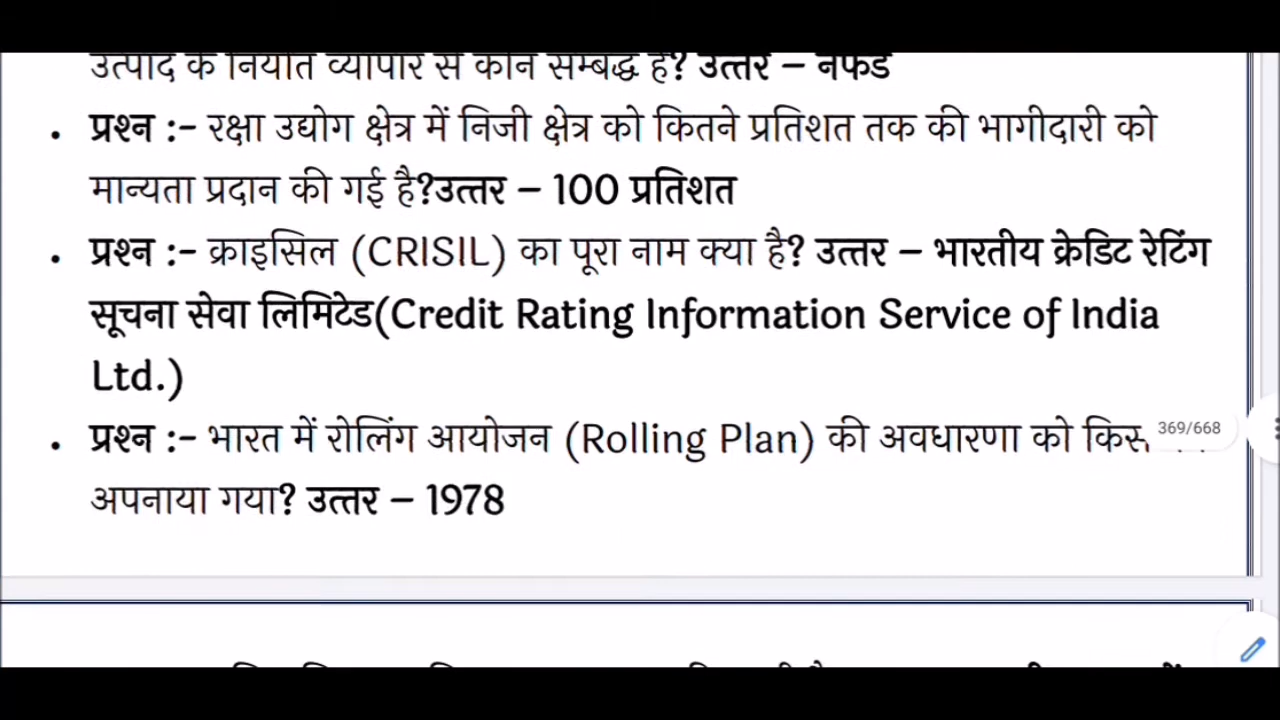 उत्पाद के निर्यात व्यापार से कौन सम्बद्ध है? उत्तर – नेफेड
• प्रश्न :- रक्षा उद्योग क्षेत्र में निजी क्षेत्र को कितने प्रतिशत तक की भागीदारी को
मान्यता प्रदान की गई है?उत्तर – 100 प्रतिशत
• प्रश्न :- क्राइसिल (CRISIL) का पूरा नाम क्या है? उत्तर – भारतीय क्रेडिट रेटिंग
सूचना सेवा लिमिटेड(Credit Rating Information Service of India
Ltd.)
• प्रश्न :- भारत में रोलिंग आयोजन (Rolling Plan) की अवधारणा को
369/668
अपनाया गया? उत्तर – 1978